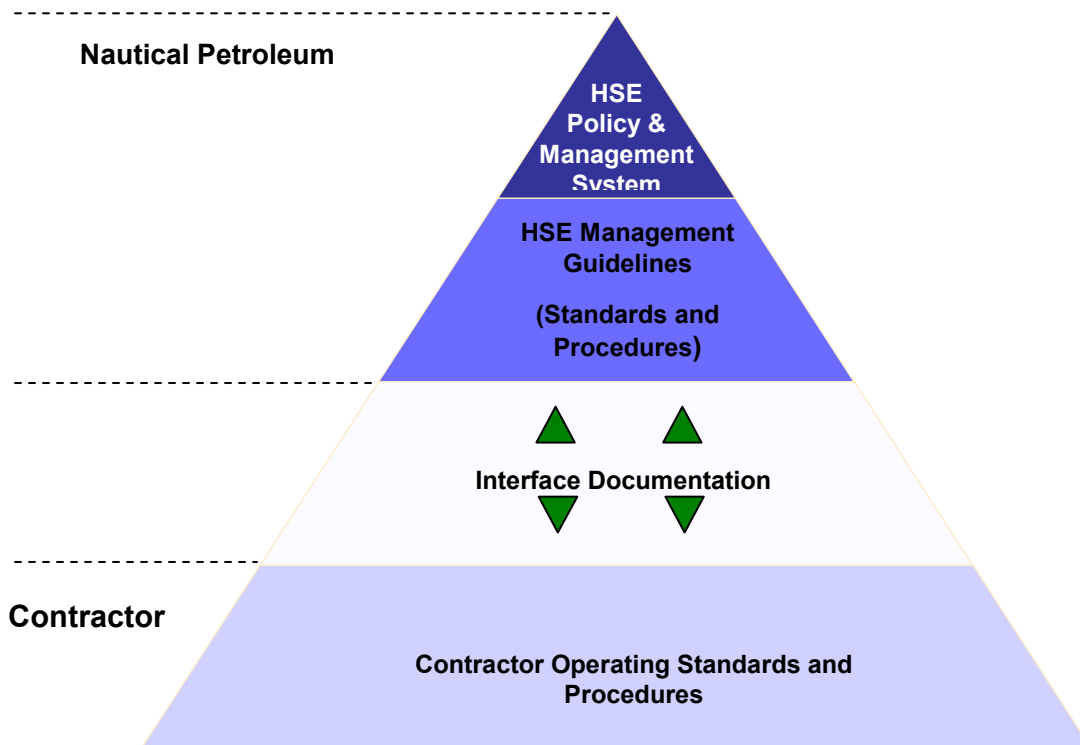 Nautical Petroleum
HSE
Policy &
Management
System
HSE Management
Guidelines
(Standards and
Procedures)
Interface Documentation
Contractor
Contractor Operating Standards and
Procedures